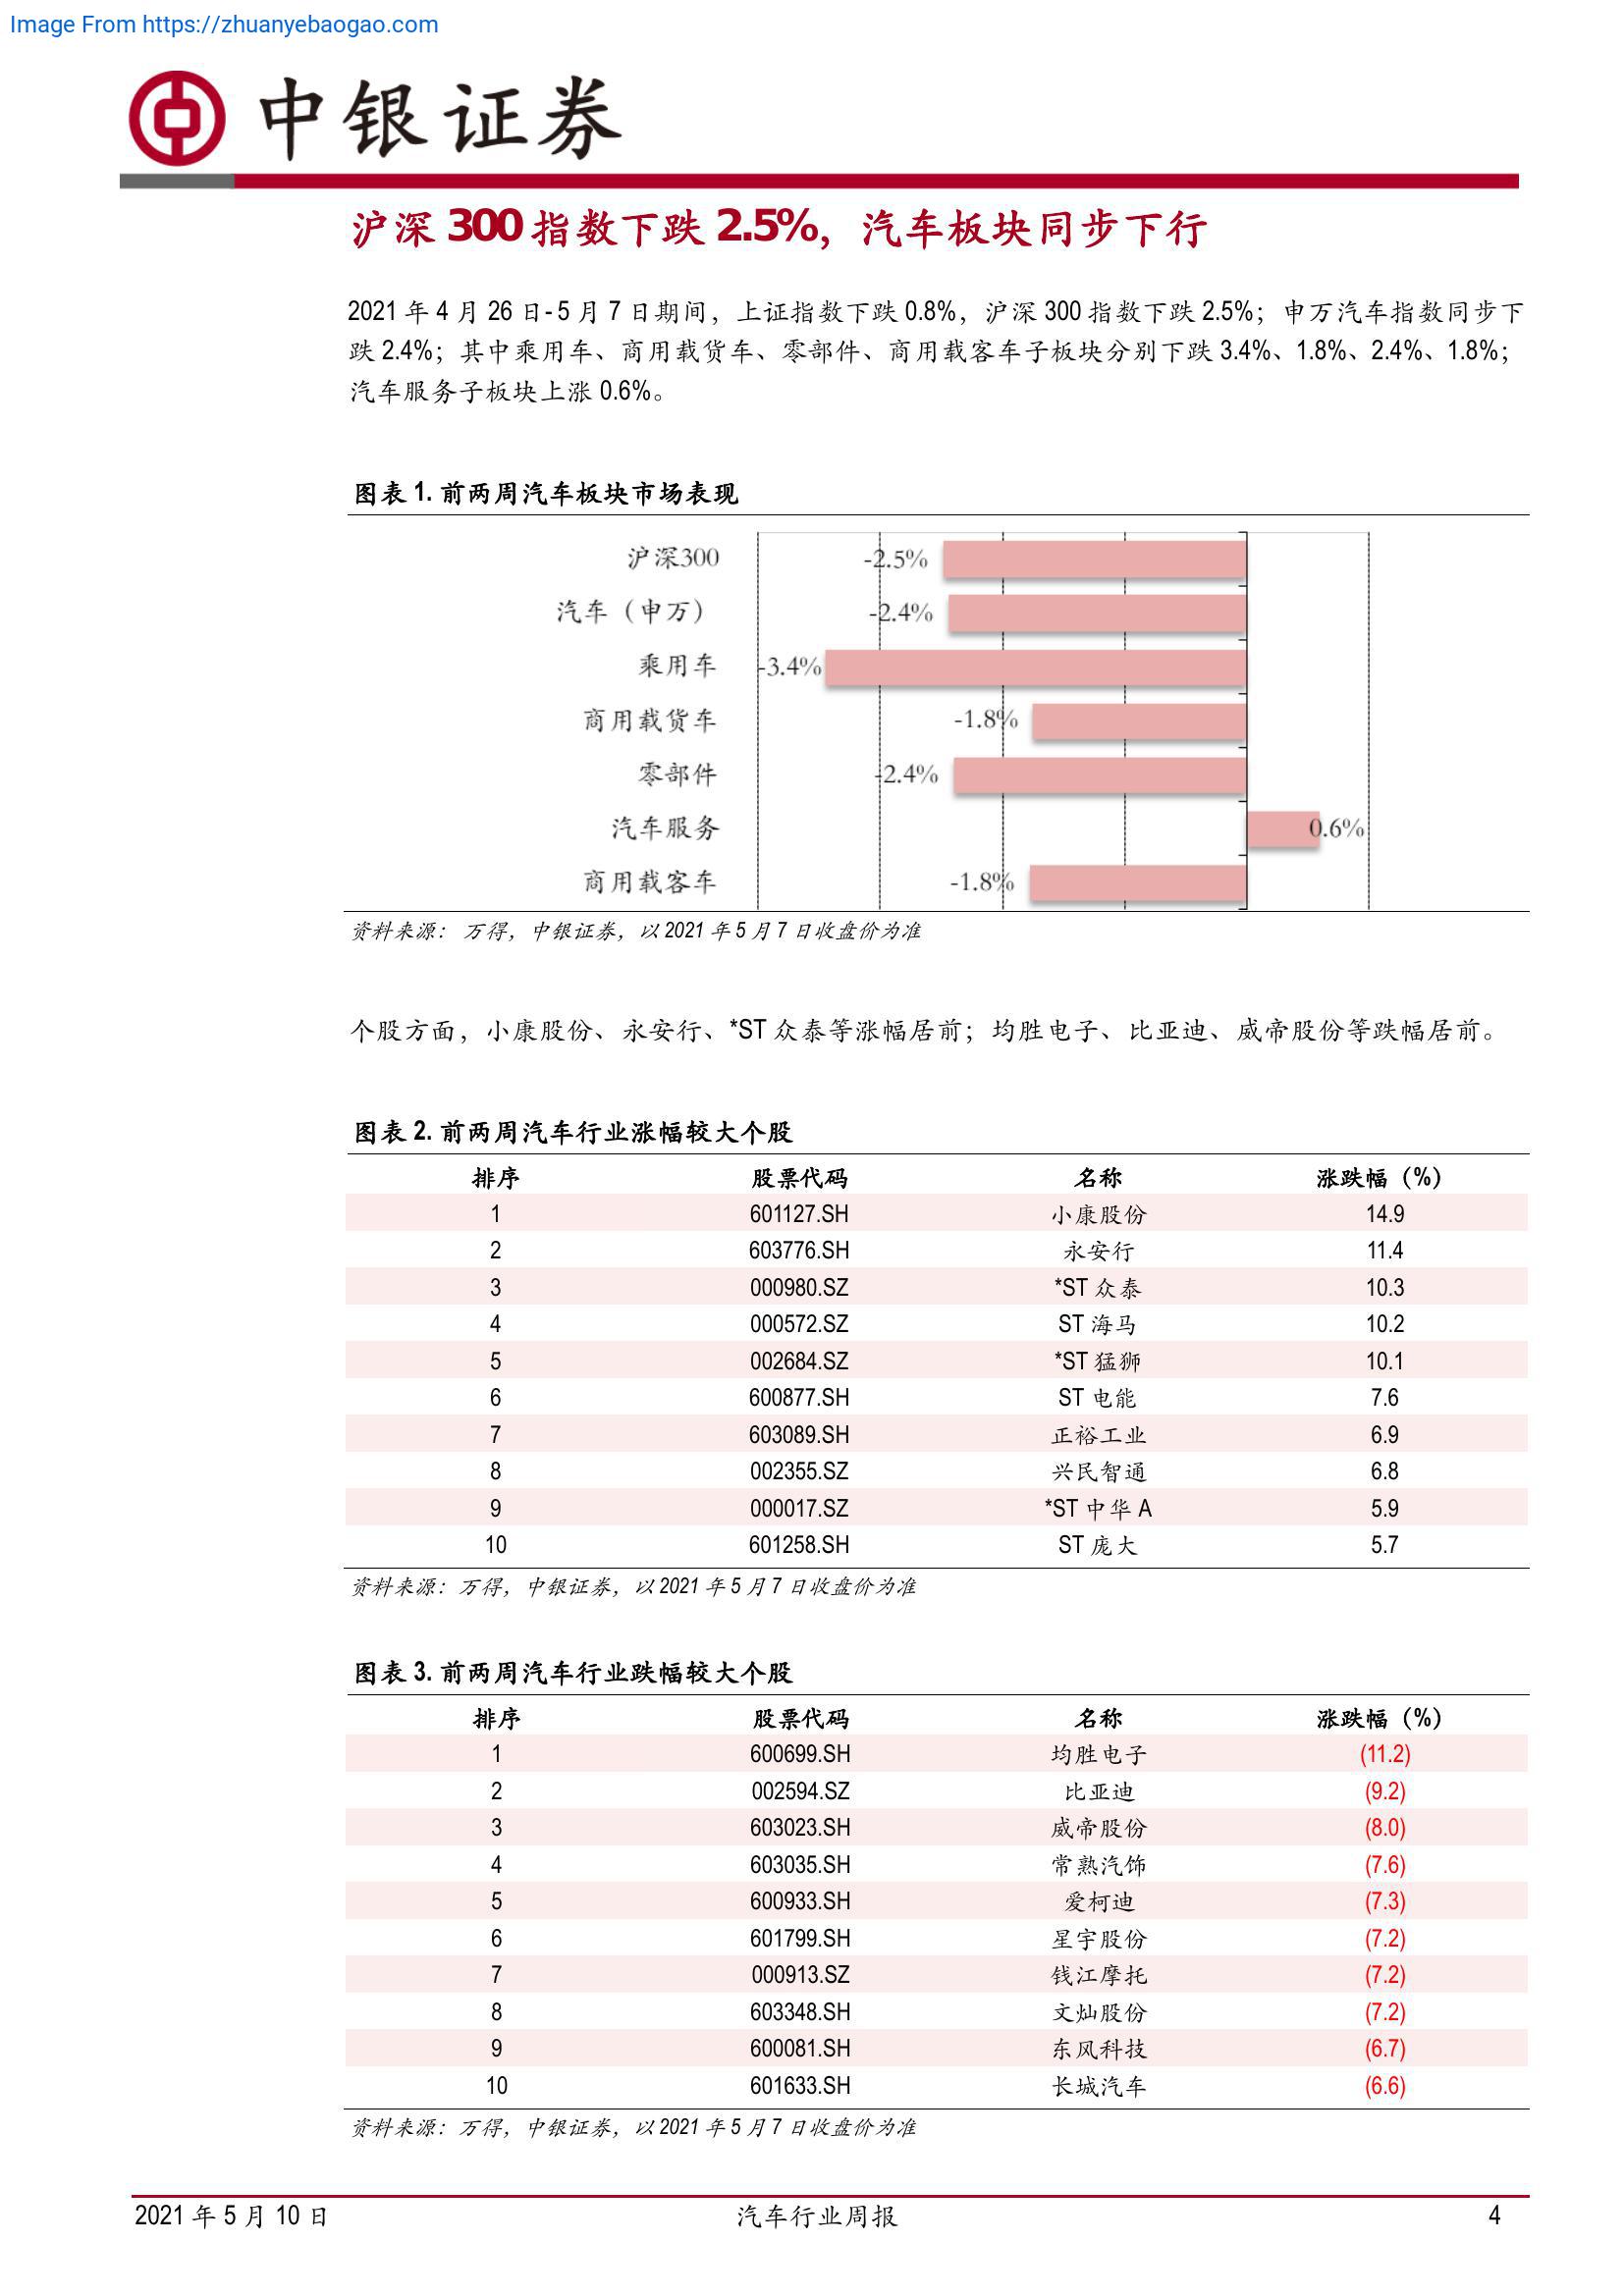 Image From https://zhuanyebaogao.com
中银证券
沪深 300 指数下跌 2.5%，汽车板块同步下行
2021 年 4 月 26 日- 5 月 7 日期间，上证指数下跌 0.8%，沪深 300 指数下跌 2.5%；申万汽车指数同步下
跌 2.4%；其中乘用车、商用载货车、零部件、商用载客车子板块分别下跌 3.4%、1.8%、2.4%、1.8%；
汽车服务子板块上涨 0.6%。
图表 1. 前两周汽车板块市场表现
沪深300 -2.5%
汽车（申万） -2.4%
乘用车 -3.4%
商用载货车 -1.8%
零部件 -2.4%
汽车服务 0.6%
商用载客车 -1.8%
资料来源： 万得，中银证券，以 2021 年 5 月 7 日收盘价为准
个股方面，小康股份、永安行、*ST 众泰等涨幅居前；均胜电子、比亚迪、威帝股份等跌幅居前。
图表 2. 前两周汽车行业涨幅较大个股
排序 股票代码 名称 涨跌幅（%）
1 601127.SH 小康股份 14.9
2 603776.SH 永安行 11.4
3 000980.SZ *ST 众泰 10.3
4 000572.SZ ST 海马 10.2
5 002684.SZ *ST 猛狮 10.1
6 600877.SH ST 电能 7.6
7 603089.SH 正裕工业 6.9
8 002355.SZ 兴民智通 6.8
9 000017.SZ *ST 中华 A 5.9
10 601258.SH ST 庞大 5.7
资料来源：万得，中银证券，以 2021 年 5 月 7 日收盘价为准
图表 3. 前两周汽车行业跌幅较大个股
排序 股票代码 名称 涨跌幅（%）
1 600699.SH 均胜电子 (11.2)
2 002594.SZ 比亚迪 (9.2)
3 603023.SH 威帝股份 (8.0)
4 603035.SH 常熟汽饰 (7.6)
5 600933.SH 爱柯迪 (7.3)
6 601799.SH 星宇股份 (7.2)
7 000913.SZ 钱江摩托 (7.2)
8 603348.SH 文灿股份 (7.2)
9 600081.SH 东风科技 (6.7)
10 601633.SH 长城汽车 (6.6)
资料来源：万得，中银证券，以 2021 年 5 月 7 日收盘价为准
2021 年 5 月 10 日 汽车行业周报 4